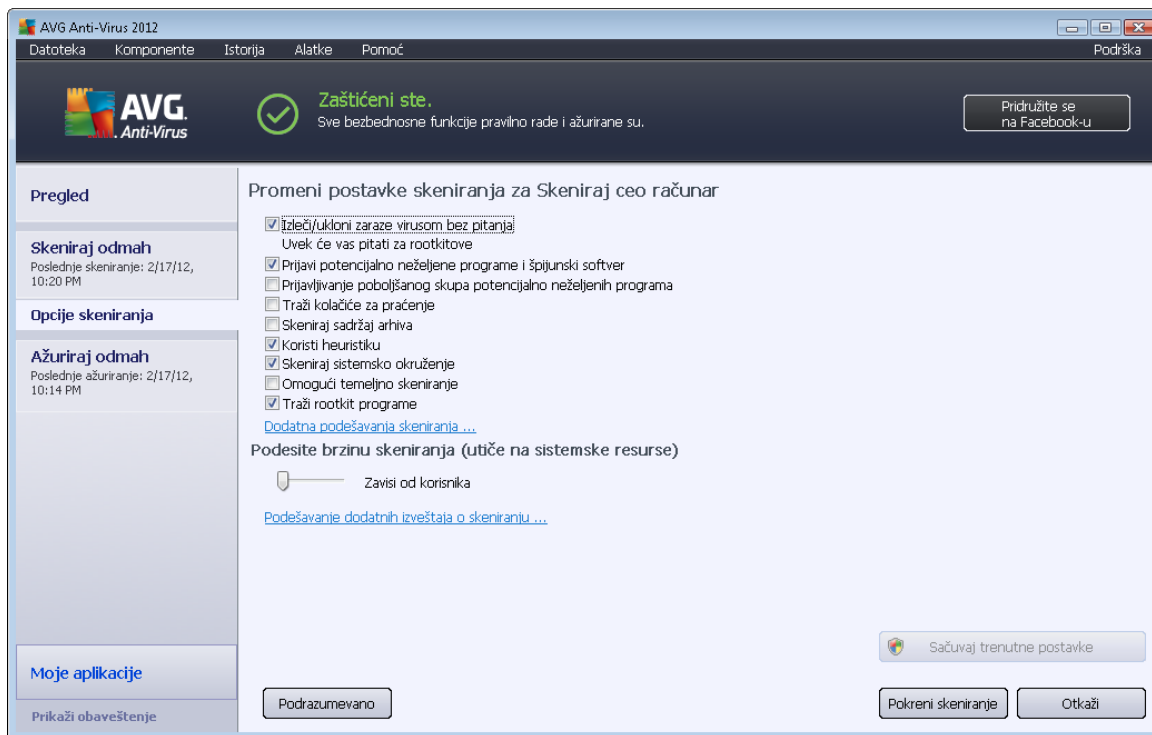 AVG Anti-Virus 2012
Datoteka Komponente Istorija Alatke Pomoć Podrška
AVG.
Anti-Virus
Zaštićeni ste.
Sve bezbednosne funkcije pravilno rade i ažurirane su.
Pridružite se
na Facebook-u
Pregled
Skeniraj odmah
Poslednje skeniranje: 2/17/12,
10:20 PM
Opcije skeniranja
Ažuriraj odmah
Poslednje ažuriranje: 2/17/12,
10:14 PM
Moje aplikacije
Prikaži obaveštenje
Promeni postavke skeniranja za Skeniraj ceo računar
Izleči/ukloni zaraze virusom bez pitanja
Uvek će vas pitati za rootkitove
Prijavi potencijalno neželjene programe i špijunski softver
Prijavljivanje poboljšanog skupa potencijalno neželjenih programa
Traži kolačiće za praćenje
Skeniraj sadržaj arhiva
Koristi heuristiku
Skeniraj sistemsko okruženje
Omogući temeljno skeniranje
Traži rootkit programe
Dodatna podešavanja skeniranja ...
Podesite brzinu skeniranja (utiče na sistemske resurse)
Zavisi od korisnika
Podešavanje dodatnih izveštaja o skeniranju ...
Sačuvaj trenutne postavke
Podrazumevano
Pokreni skeniranje
Otkaži